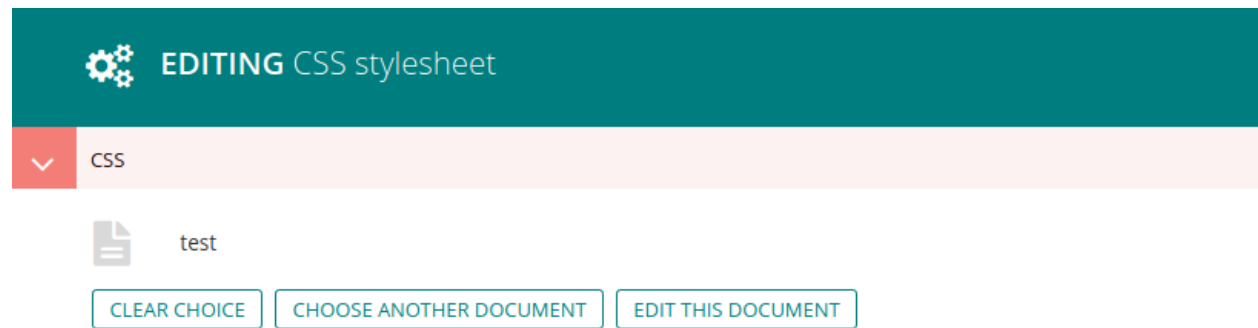 EDITING CSS stylesheet
CSS
test
CLEAR CHOICE CHOOSE ANOTHER DOCUMENT EDIT THIS DOCUMENT